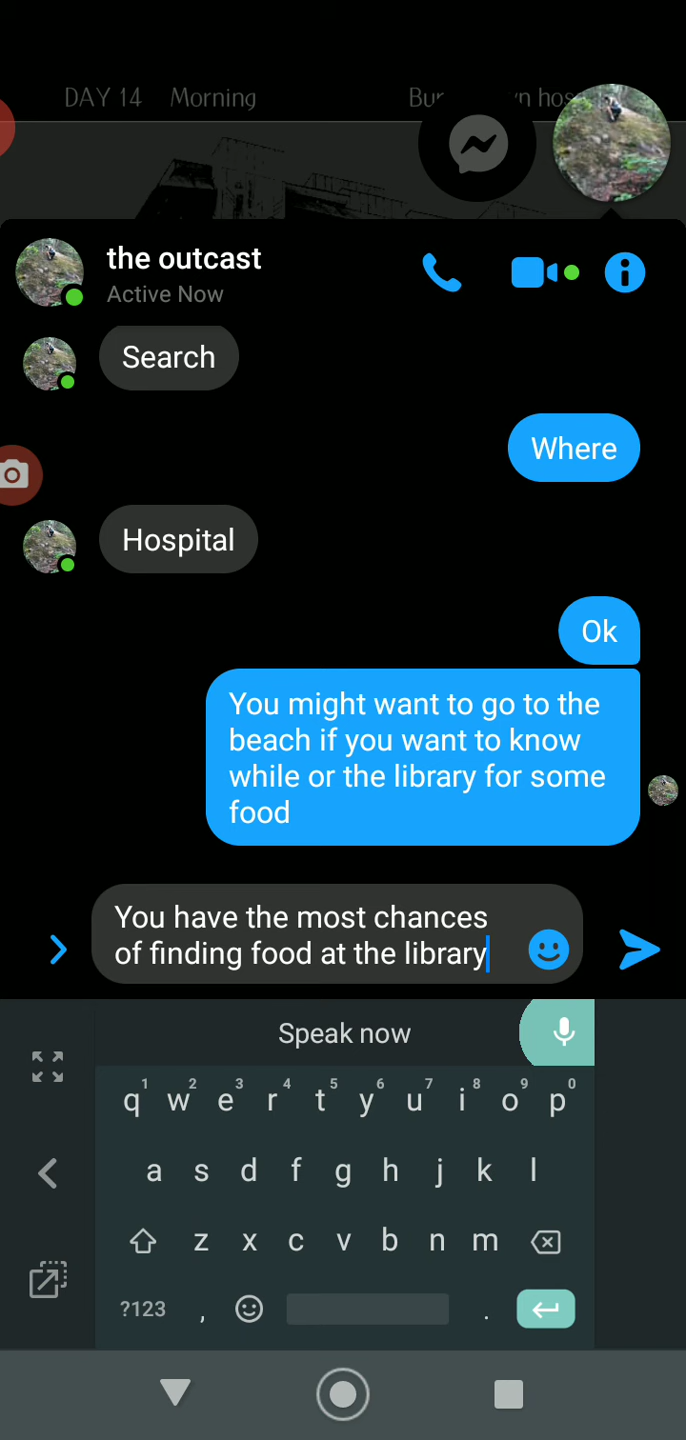 DAY 14 Morning
the outcast
Active Now
Search
Where
Hospital
Ok
You might want to go to the
beach if you want to know
while or the library for some
food
You have the most chances
of finding food at the library
Speak now
1 2 3 4 5 6 7 8 9 0
q w e r t y u i o p
a s d f g h j k l
z x c v b n m
?123 , .